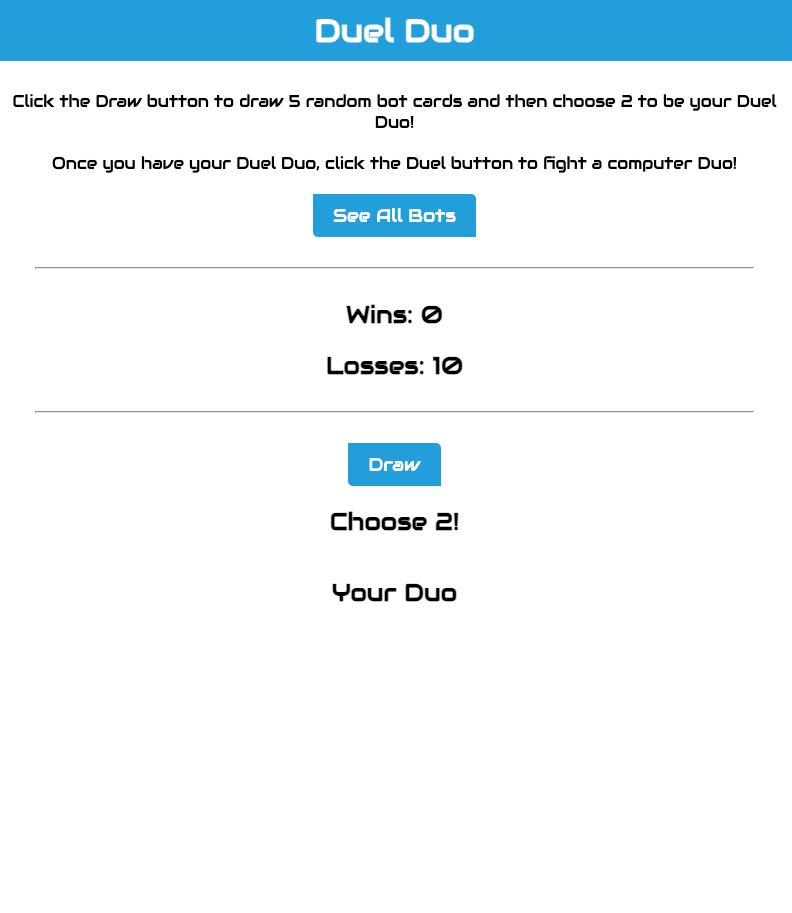 Duel Duo
Click the Draw button to draw 5 random bot cards and then choose 2 to be your Duel
Duo!
Once you have your Duel Duo, click the Duel button to fight a computer Duo!
See All Bots
Wins: 0
Losses: 10
Draw
Choose 2!
Your Duo